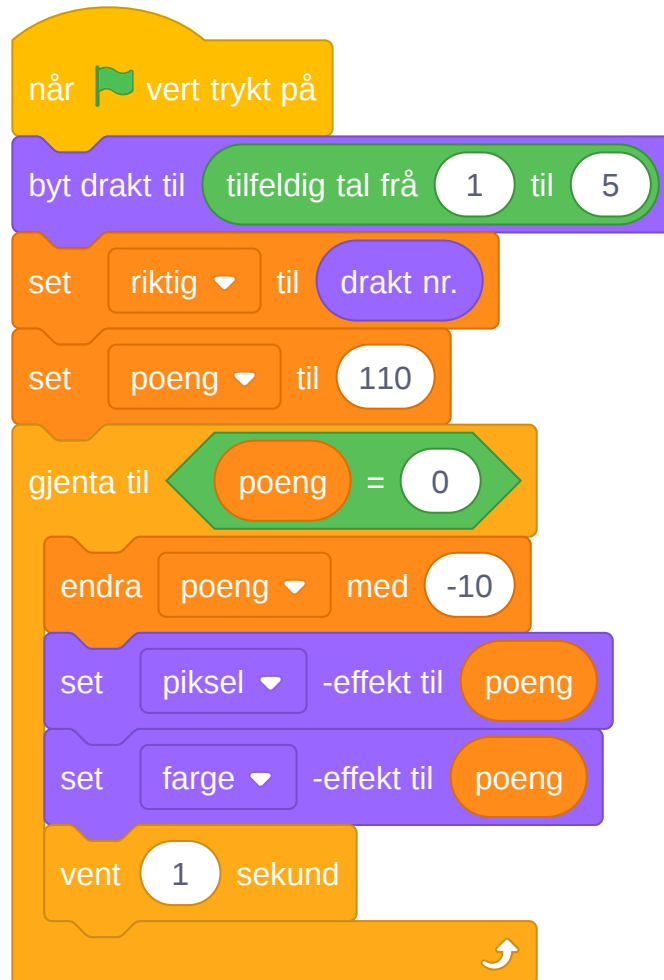 når vert trykt på
byt drakt til tilfeldig tal frå 1 til 5
set riktig til drakt nr.
set poeng til 110
gjenta til poeng = 0
endra poeng med -10
set piksel -effekt til poeng
set farge -effekt til poeng
vent 1 sekund